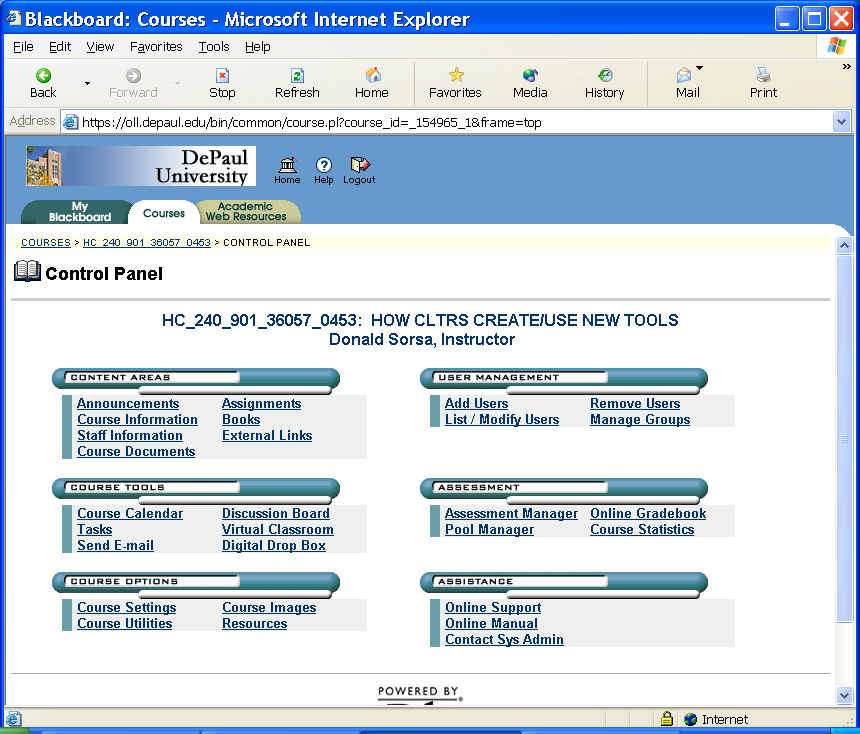 Blackboard: Courses - Microsoft Internet Explorer
File Edit View Favorites Tools Help
Back Forward Stop Refresh Home Favorites Media History Mail Print
Address https://oll.depaul.edu/bin/common/course.pl?course_id=_154965_1&frame=top
DePaul
University
Home Help Logout
My
Blackboard
Courses
Academic
Web Resources
COURSES > HC_240_901_36057_0453 > CONTROL PANEL
Control Panel
HC_240_901_36057_0453: HOW CLTRS CREATE/USE NEW TOOLS
Donald Sorsa, Instructor
CONTENT AREAS
Announcements Assignments
Course Information Books
Staff Information External Links
Course Documents
USER MANAGEMENT
Add Users Remove Users
List / Modify Users Manage Groups
COURSE TOOLS
Course Calendar Discussion Board
Tasks Virtual Classroom
Send E-mail Digital Drop Box
ASSESSMENT
Assessment Manager Online Gradebook
Pool Manager Course Statistics
COURSE OPTIONS
Course Settings Course Images
Course Utilities Resources
ASSISTANCE
Online Support
Online Manual
Contact Sys Admin
POWERED BY
Internet